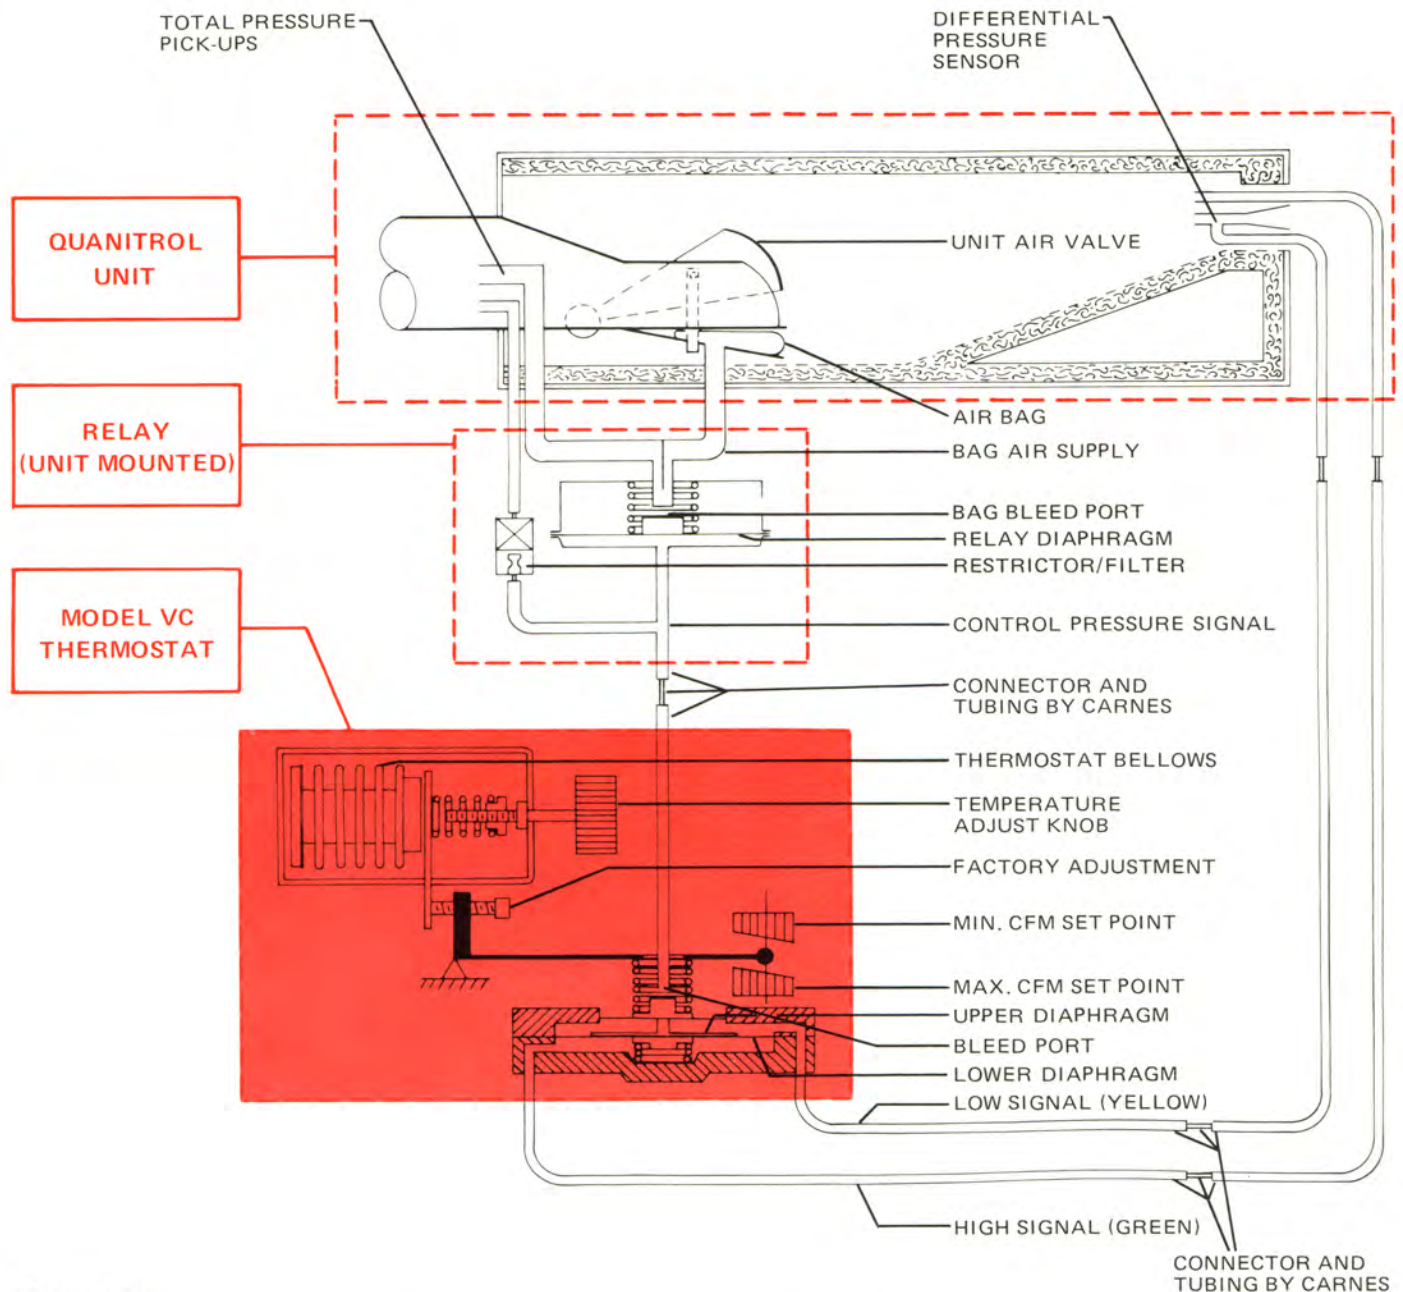 TOTAL PRESSURE
PICK-UPS
DIFFERENTIAL
PRESSURE
SENSOR
QUANITROL
UNIT
UNIT AIR VALVE
AIR BAG
RELAY
(UNIT MOUNTED)
BAG AIR SUPPLY
BAG BLEED PORT
RELAY DIAPHRAGM
RESTRICTOR/FILTER
MODEL VC
THERMOSTAT
CONTROL PRESSURE SIGNAL
CONNECTOR AND
TUBING BY CARNES
THERMOSTAT BELLOWS
TEMPERATURE
ADJUST KNOB
FACTORY ADJUSTMENT
MIN. CFM SET POINT
MAX. CFM SET POINT
UPPER DIAPHRAGM
BLEED PORT
LOWER DIAPHRAGM
LOW SIGNAL (YELLOW)
HIGH SIGNAL (GREEN)
CONNECTOR AND
TUBING BY CARNES